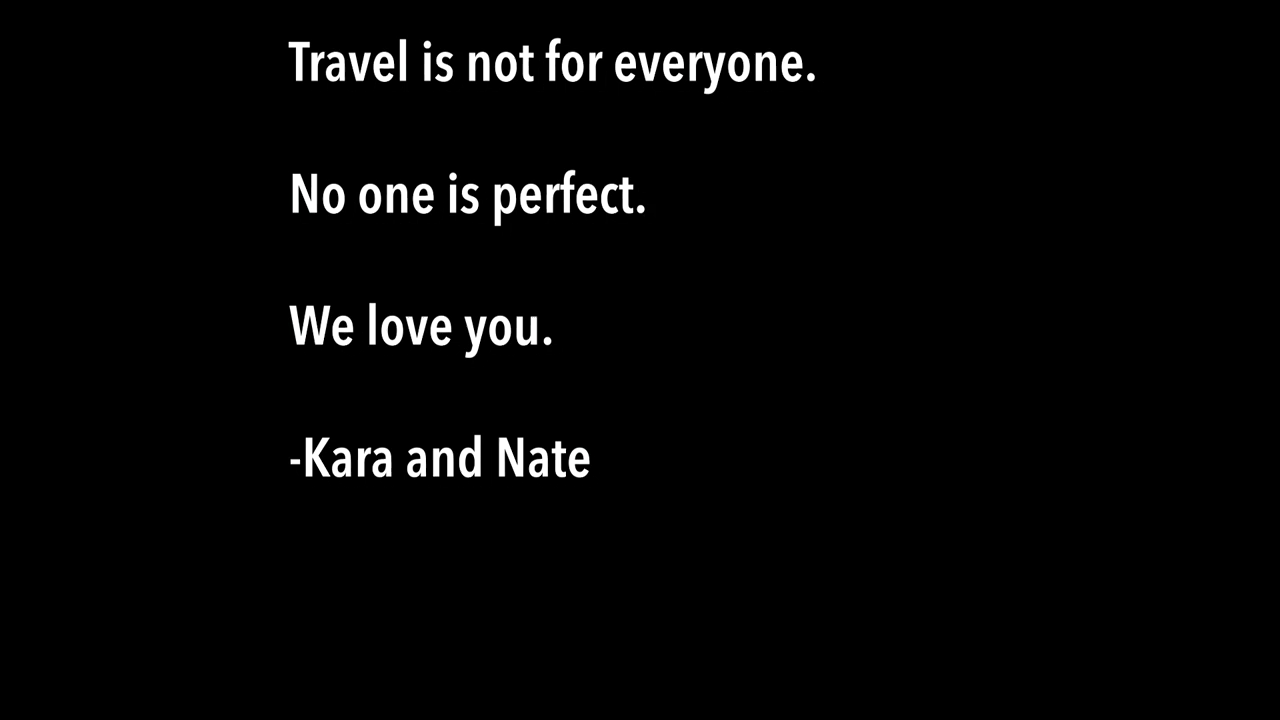 Travel is not for everyone.
No one is perfect.
We love you.
-Kara and Nate